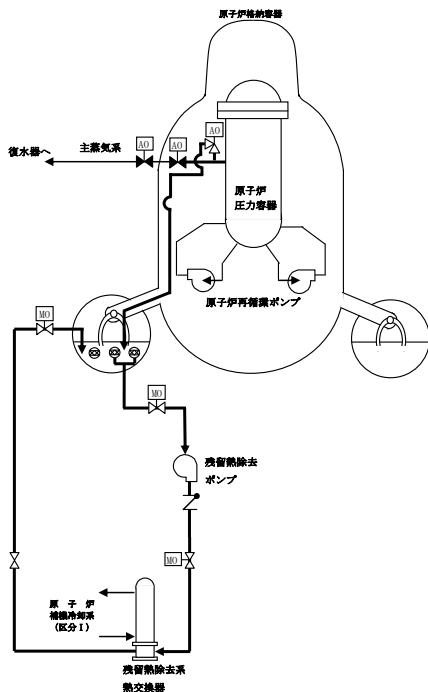 原子炉格納容器
AO
主蒸気系
AO
AO
復水器へ
原子炉
圧力容器
原子炉再循環ポンプ
MO
MO
残留熱除去
ポンプ
MO
原 子 炉
補機冷却系
(区分Ⅰ)
残留熱除去系
熱交換器